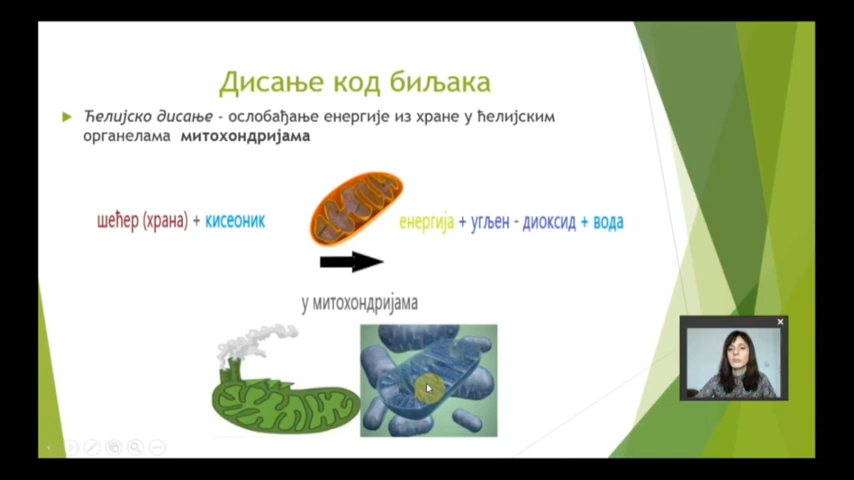 Дисање код биљака
Ћелијско дисање - ослобађање енергије из хране у ћелијским
органелама митохондријама
шећер (храна) + кисеоник
енергија + угљен - диоксид + вода
у митохондријама